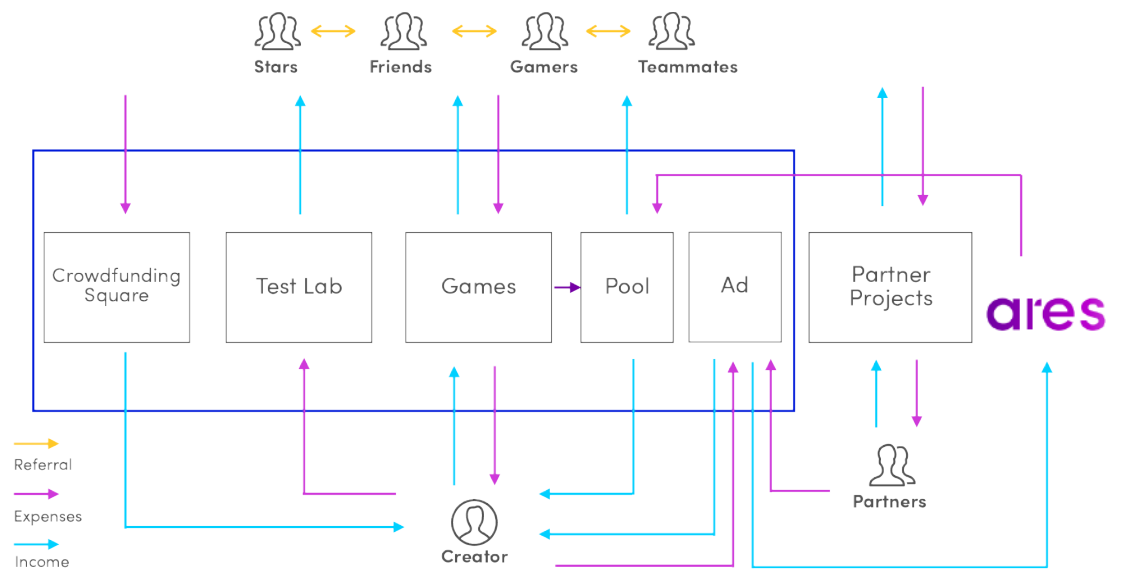 Stars
Friends
Gamers
Teammates
Crowdfunding
Square
Test Lab
Games
Pool
Ad
Partner
Projects
ares
Referral
Expenses
Income
Creator
Partners